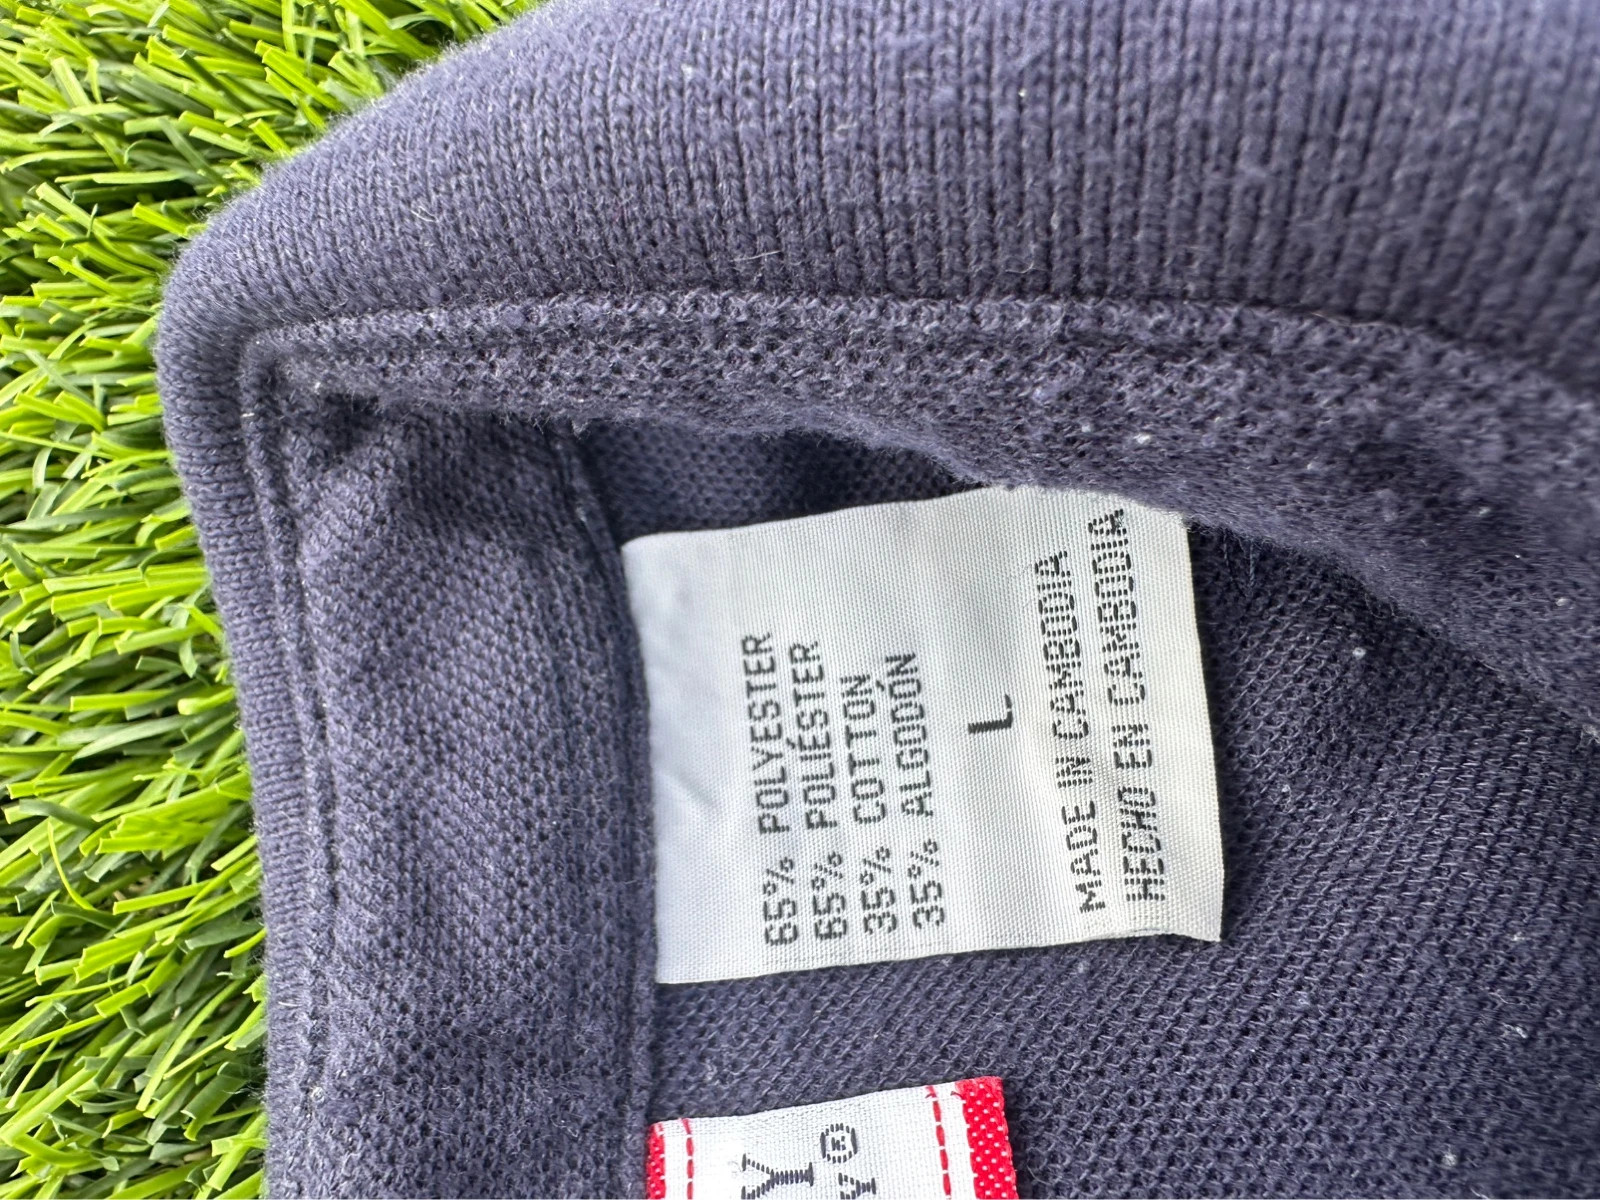 65% POLYESTER
65% POLIÉSTER
35% COTTON
35% ALGODÓN
L
MADE IN CAMBODIA
HECHO EN CAMBODIA
Y
Y®